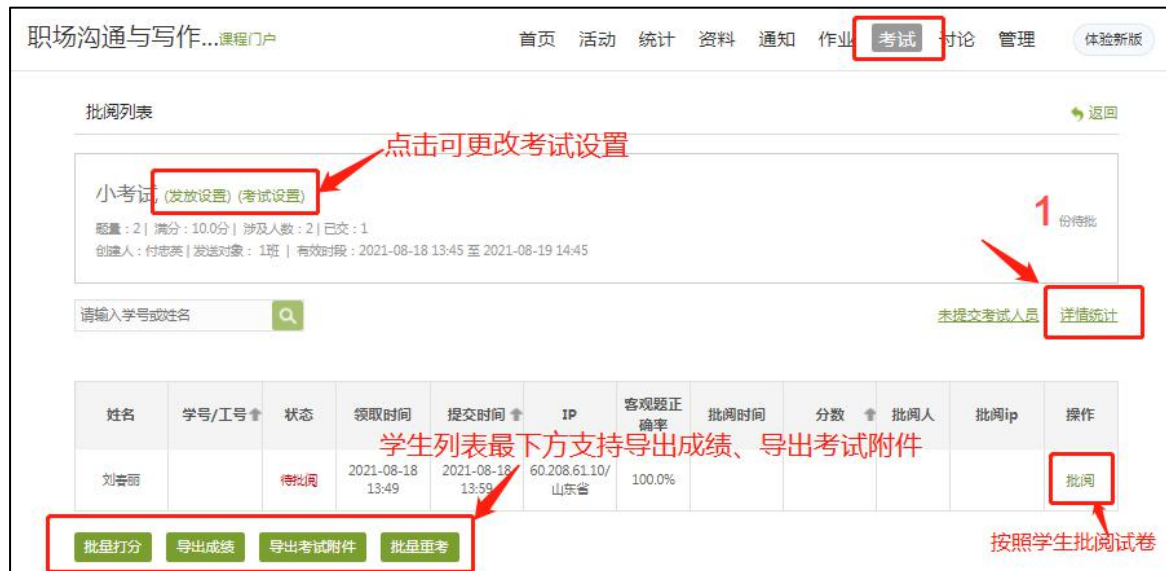 职场沟通与写作...课程门户 首页 活动 统计 资料 通知 作业 考试 讨论 管理 体验新版
批阅列表 返回
点击可更改考试设置
小考试 (发放设置) (考试设置)
1 份待批
题量：2 | 满分：10.0分 | 涉及人数：2 | 已交：1
创建人：付忠英 | 发送对象： 1班 | 有效时段：2021-08-18 13:45 至 2021-08-19 14:45
请输入学号或姓名 未提交考试人员 详情统计
姓名 学号/工号 状态 领取时间 提交时间 IP 客观题正确率 批阅时间 分数 批阅人 批阅ip 操作
学生列表最下方支持导出成绩、导出考试附件
刘春丽 待批阅 2021-08-18 13:49 2021-08-18 13:59 60.208.61.10/山东省 100.0% 批阅
批量打分 导出成绩 导出考试附件 批量重考 按照学生批阅试卷